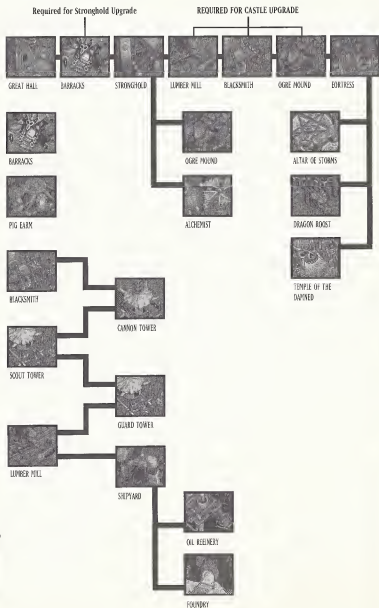 Required for Stronghold Upgrade
REQUIRED FOR CASTLE UPGRADE
GREAT HALL
BARRACKS
STRONGHOLD
LUMBER MILL
BLACKSMITH
OGRE MOUND
FORTRESS
BARRACKS
OGRE MOUND
ALTAR OF STORMS
PIG FARM
ALCHEMIST
DRAGON ROOST
BLACKSMITH
TEMPLE OF THE
DAMNED
CANNON TOWER
SCOUT TOWER
GUARD TOWER
LUMBER MILL
SHIPYARD
OIL REFINERY
FOUNDRY